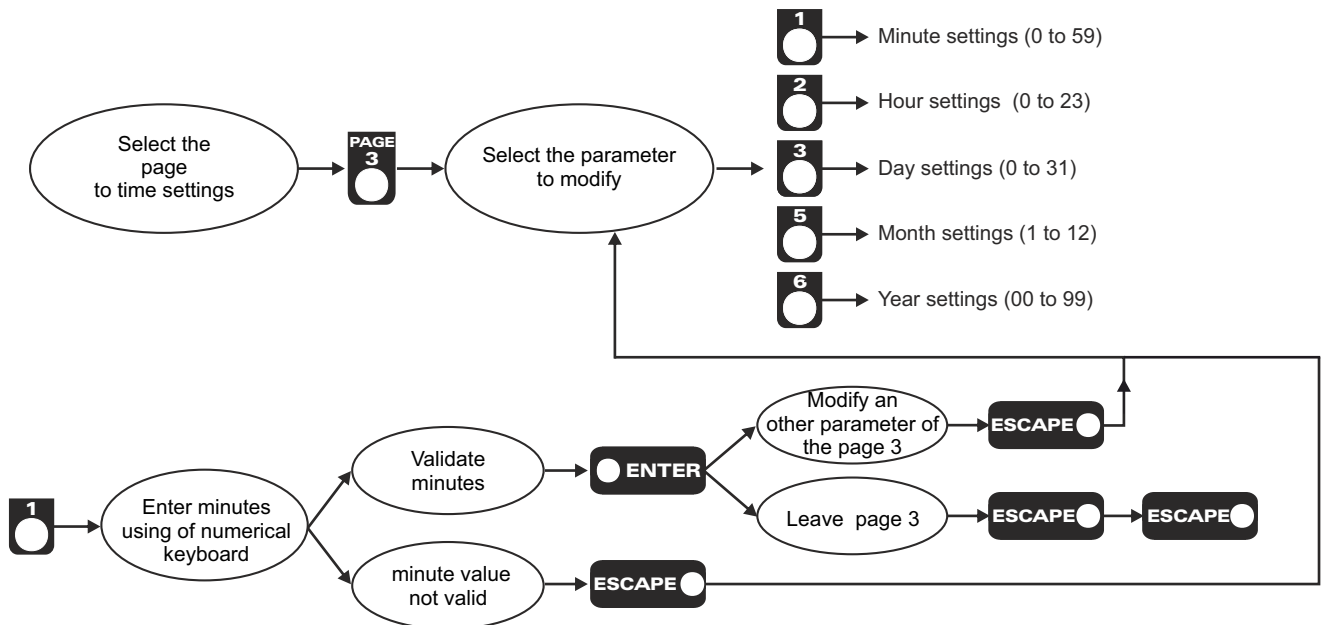 Select the
page
to time settings
PAGE
3
Select the parameter
to modify
1
Minute settings (0 to 59)
2
Hour settings (0 to 23)
3
Day settings (0 to 31)
5
Month settings (1 to 12)
6
Year settings (00 to 99)
1
Enter minutes
using of numerical
keyboard
Validate
minutes
ENTER
Modify an
other parameter of
the page 3
ESCAPE
Leave page 3
ESCAPE
ESCAPE
minute value
not valid
ESCAPE